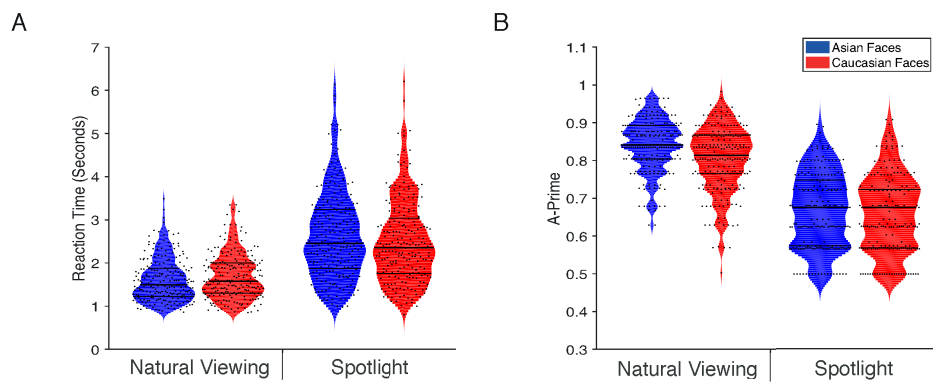 A
7
6
5
4
3
2
1
0
Reaction Time (Seconds)
Natural Viewing
Spotlight
B
1.1
1
0.9
0.8
0.7
0.6
0.5
0.4
0.3
A-Prime
Asian Faces
Caucasian Faces
Natural Viewing
Spotlight